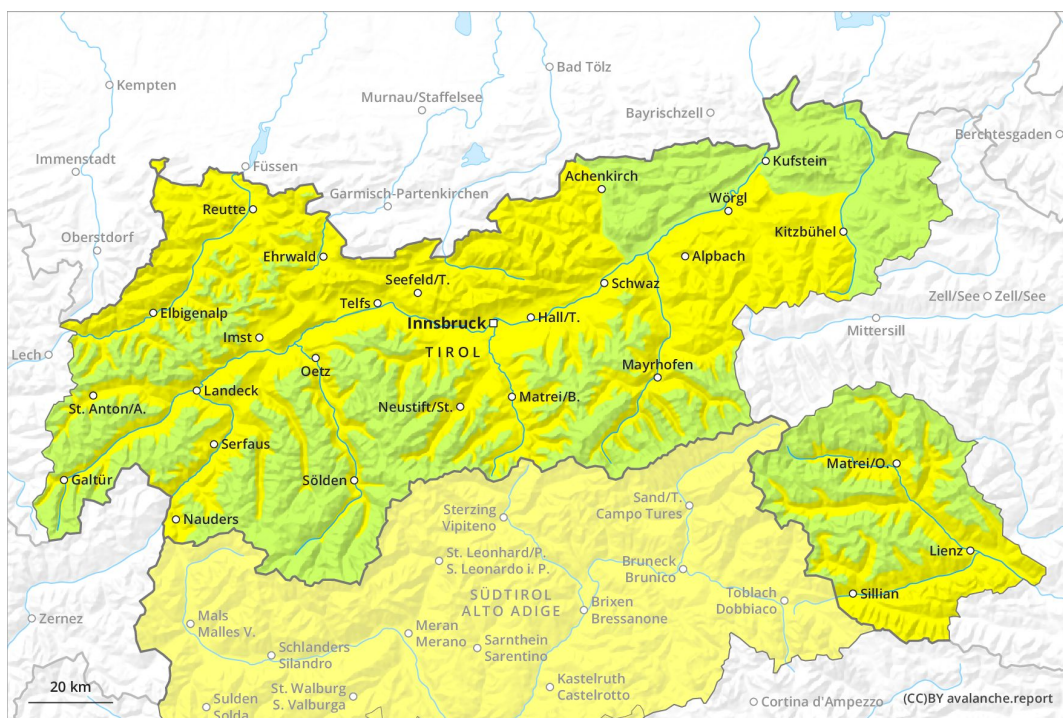 Bad Tölz
Kempten
Murnau/Staffelsee
Bayrischzell
Berchtesgaden
Immenstadt
Füssen
Kufstein
Achenkirch
Garmisch-Partenkirchen
Wörgl
Reutte
Kitzbühel
Oberstdorf
Ehrwald
Alpbach
Seefeld/T.
Schwaz
Zell/See
Zell/See
Telfs
Elbigenalp
Hall/T.
Innsbruck
Mittersill
Imst
TIROL
Lech
Mayrhofen
Oetz
Landeck
St. Anton/A.
Matrei/B.
Neustift/St.
Serfaus
Matrei/O.
Galtür
Sölden
Sand/T.
Campo Tures
Sterzing
Vipiteno
Nauders
Lienz
St. Leonhard/P.
S. Leonardo i. P.
Bruneck
Brunico
SÜDTIROL
ALTO ADIGE
Toblach
Dobbiaco
Sillian
Brixen
Bressanone
Mals
Malles V.
Zernez
Meran
Merano
Sarnthein
Sarentino
Schlanders
Silandro
20 km
St. Walburg
S. Valburga
Kastelruth
Castelrotto
Sulden
Solda
Cortina d'Ampezzo
(CC)BY avalanche.report